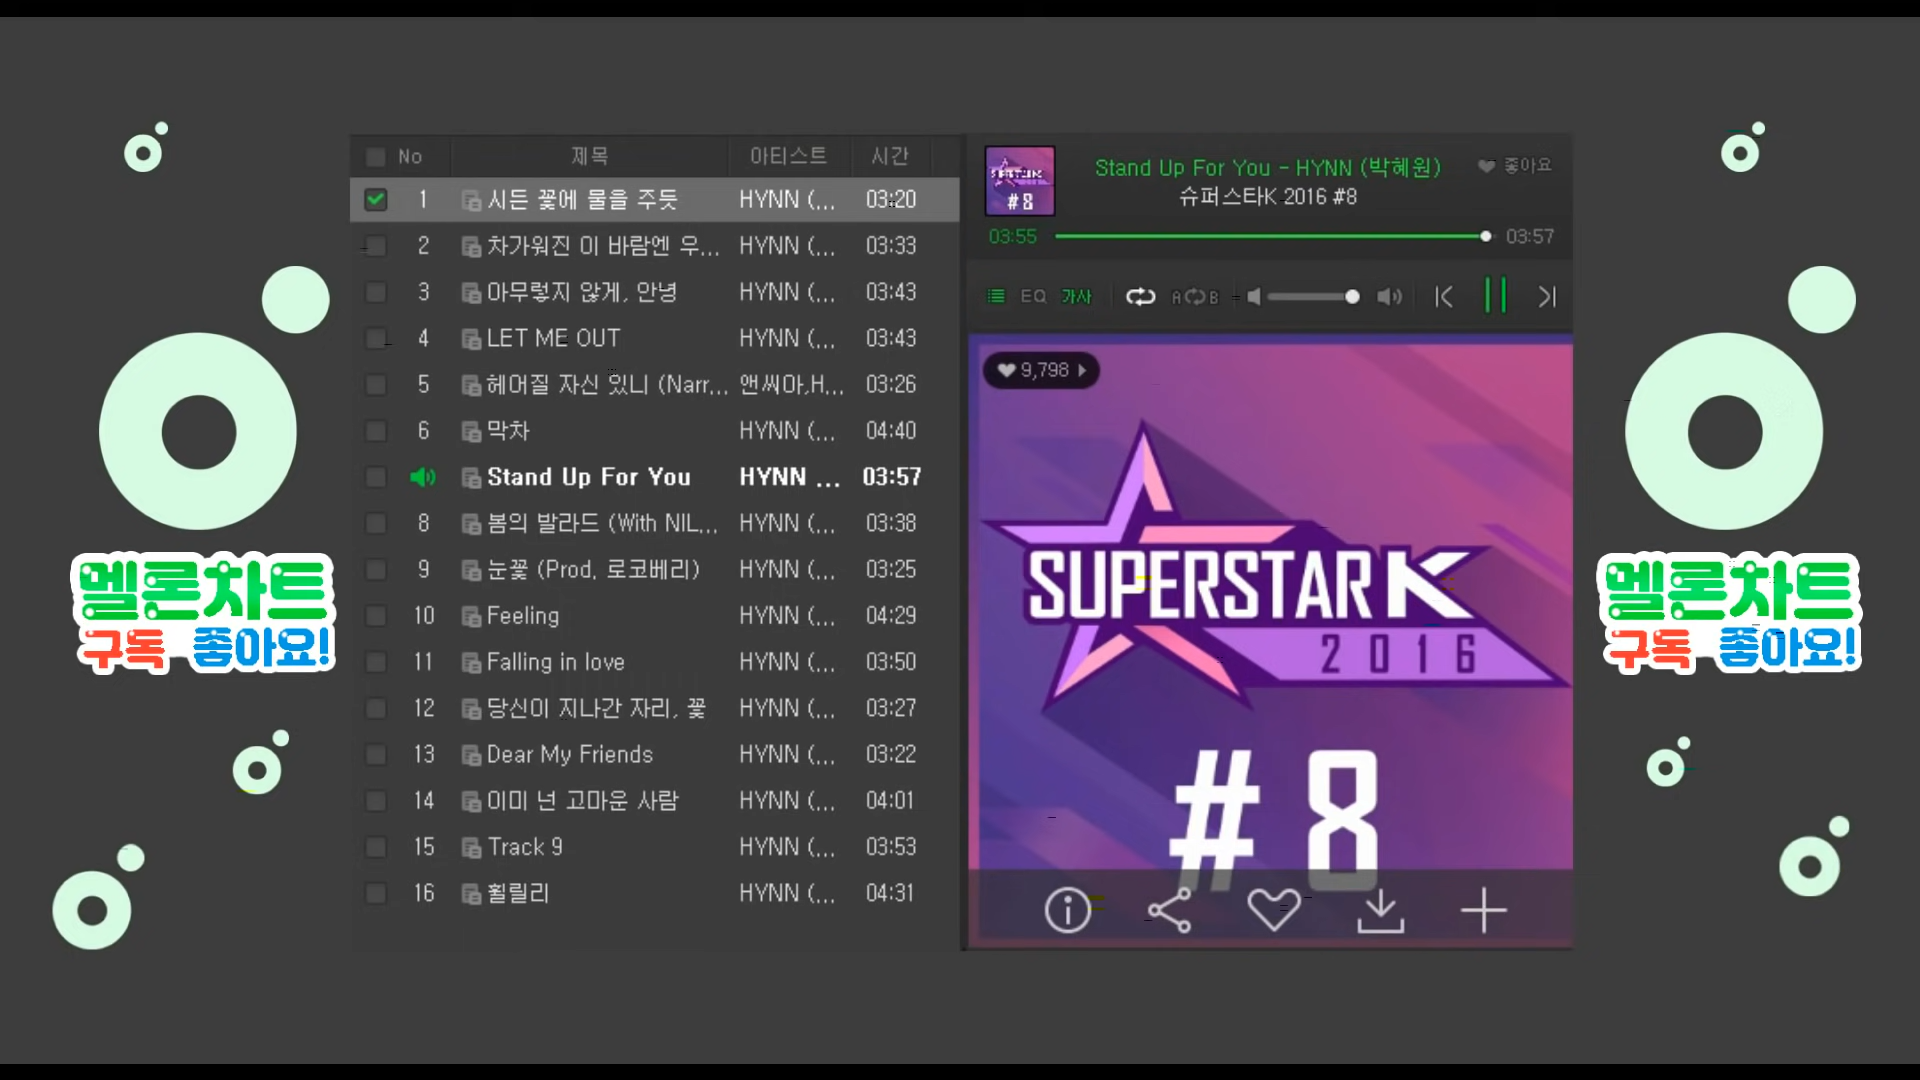 No 제목 아티스트 시간
1 시든 꽃에 물을 주듯 HYNN (... 03:20
2 차가워진 이 바람엔 우... HYNN (... 03:33
3 아무렇지 않게, 안녕 HYNN (... 03:43
4 LET ME OUT HYNN (... 03:43
5 헤어질 자신 있니 (Narr... 앤씨아,H... 03:26
6 막차 HYNN (... 04:40
Stand Up For You HYNN ... 03:57
8 봄의 발라드 (With NIL... HYNN (... 03:38
9 눈꽃 (Prod. 로코베리) HYNN (... 03:25
10 Feeling HYNN (... 04:29
11 Falling in love HYNN (... 03:50
12 당신이 지나간 자리, 꽃 HYNN (... 03:27
13 Dear My Friends HYNN (... 03:22
14 이미 넌 고마운 사람 HYNN (... 04:01
15 Track 9 HYNN (... 03:53
16 휠릴리 HYNN (... 04:31
SUPERSTAR K
#8
Stand Up For You - HYNN (박혜원)
좋아요
슈퍼스타K 2016 #8
03:55 03:57
EQ 가사 A B
9,798
SUPERSTAR K
2016
#8
멜론차트
구독 좋아요!
멜론차트
구독 좋아요!